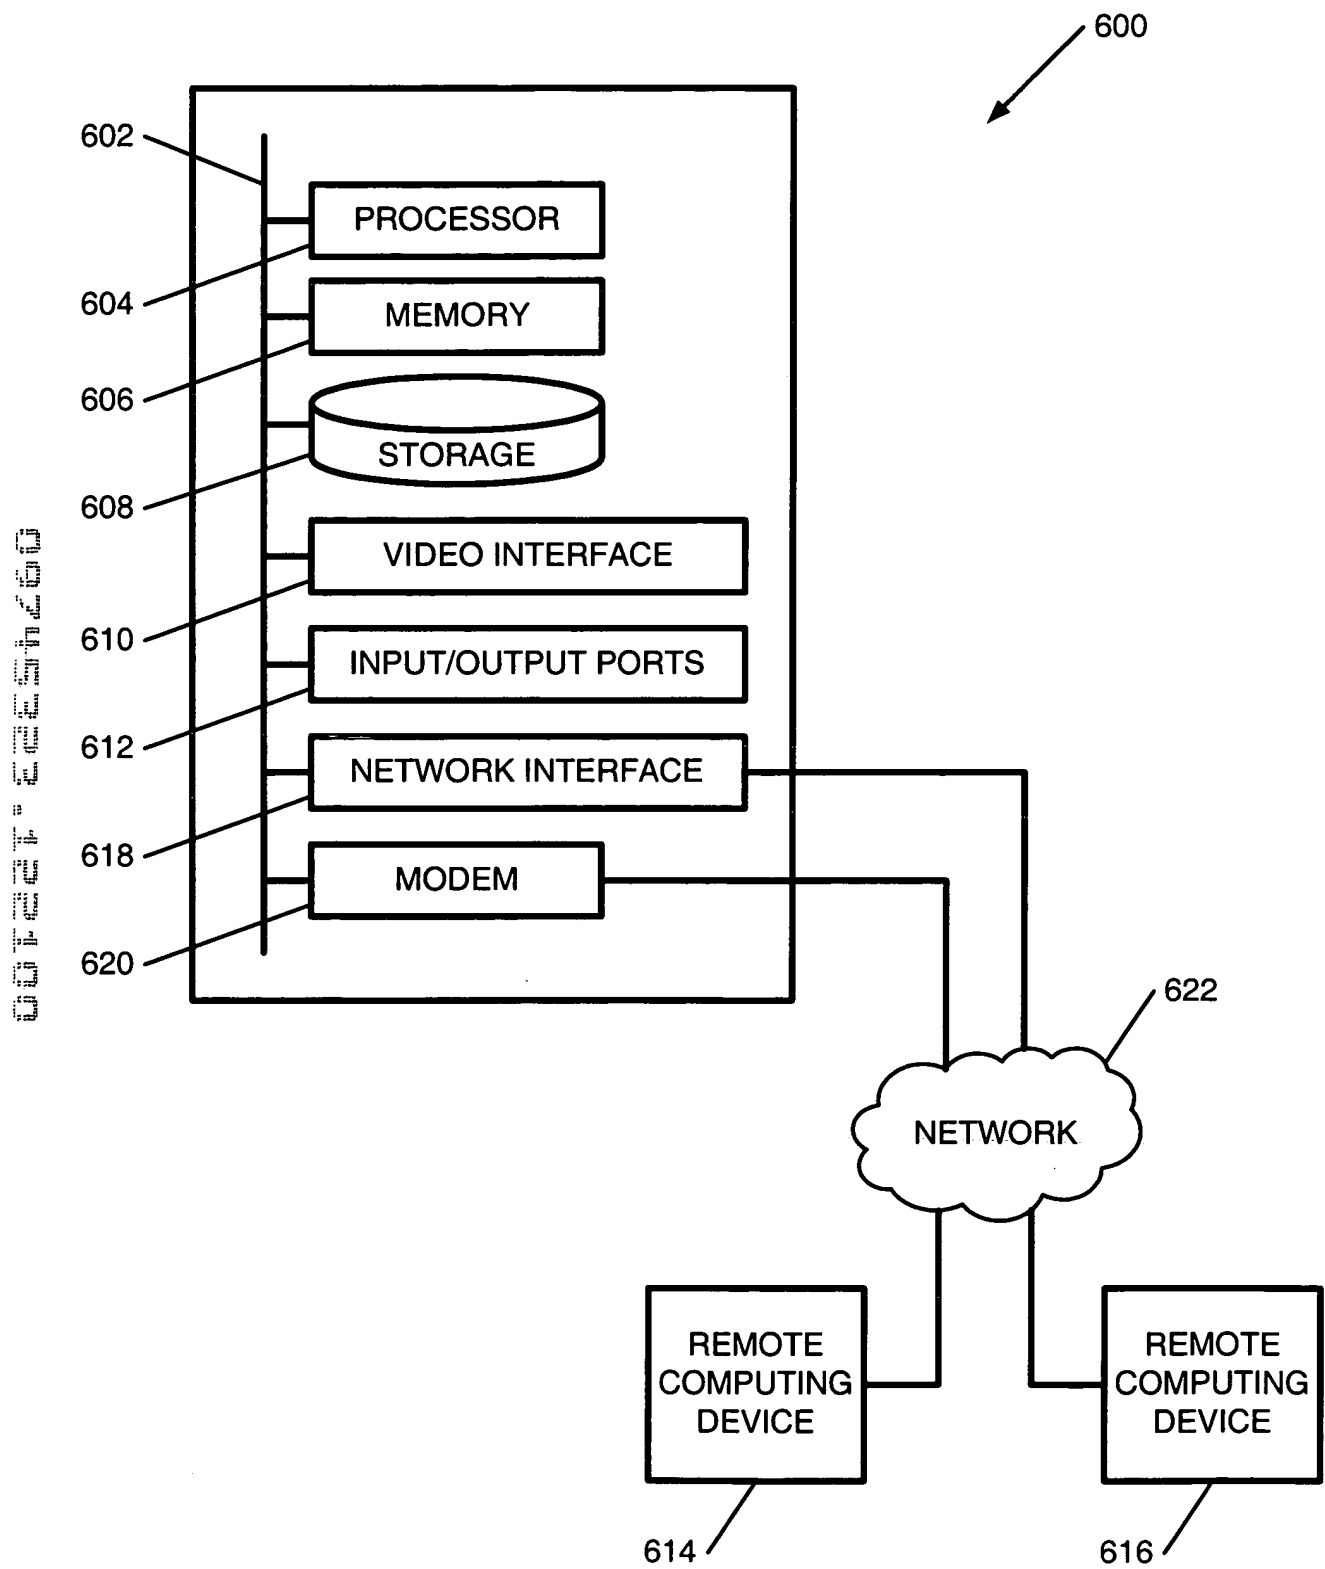 600
602
PROCESSOR
604
MEMORY
606
STORAGE
608
VIDEO INTERFACE
610
INPUT/OUTPUT PORTS
612
NETWORK INTERFACE
618
MODEM
620
622
NETWORK
REMOTE
COMPUTING
DEVICE
REMOTE
COMPUTING
DEVICE
614
616